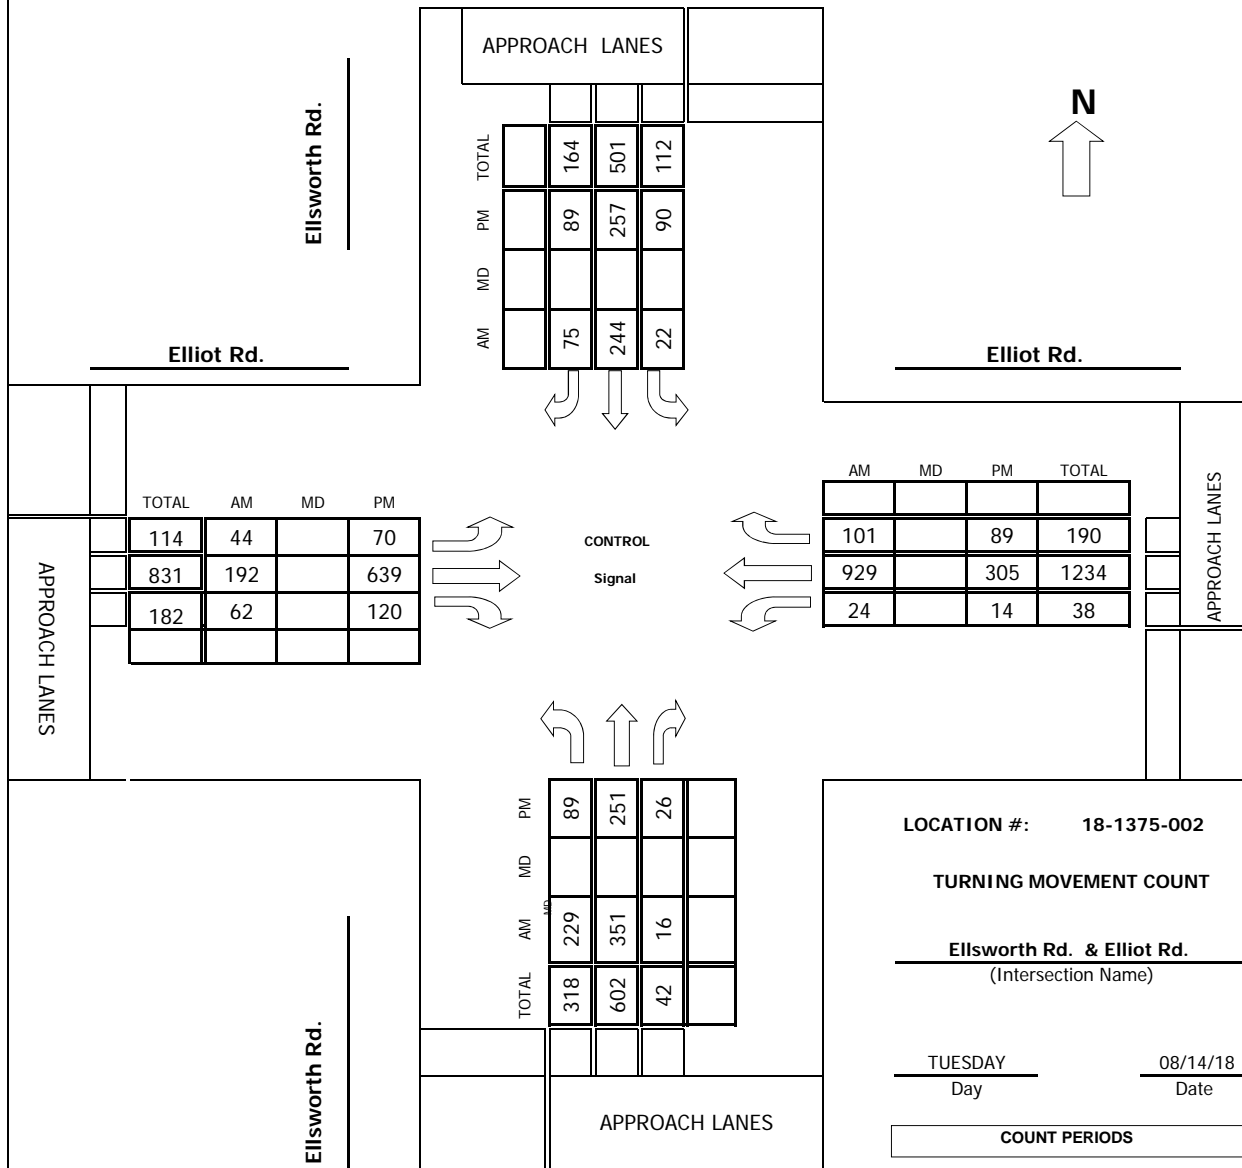 APPROACH LANES
N
Ellsworth Rd.
TOTAL 164 501 112
PM 89 257 90
MD
AM 75 244 22
Elliot Rd.
Elliot Rd.
TOTAL AM MD PM
114 44 70
831 192 639
182 62 120
APPROACH LANES
CONTROL
Signal
AM MD PM TOTAL
101 89 190
929 305 1234
24 14 38
APPROACH LANES
PM 89 251 26
MD
AM MD 229 351 16
TOTAL 318 602 42
Ellsworth Rd.
APPROACH LANES
LOCATION #: 18-1375-002
TURNING MOVEMENT COUNT
Ellsworth Rd. & Elliot Rd.
(Intersection Name)
TUESDAY 08/14/18
Day Date
COUNT PERIODS